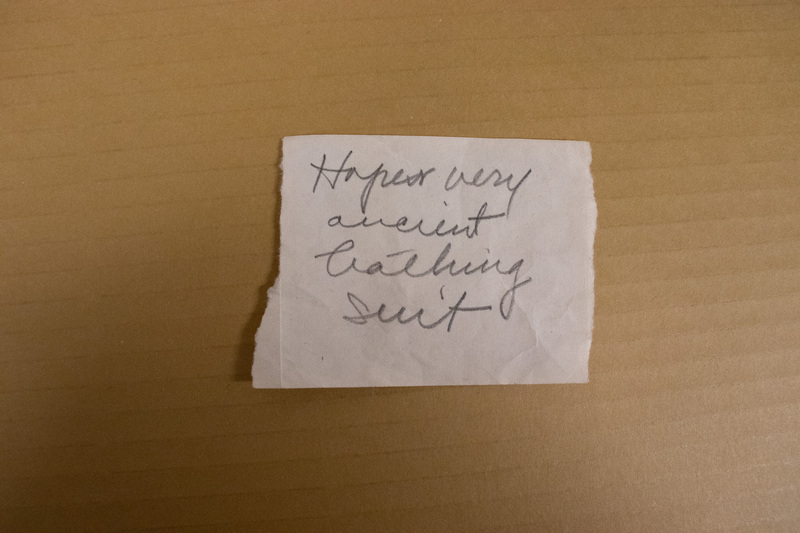 very
ancient
bathing
suit